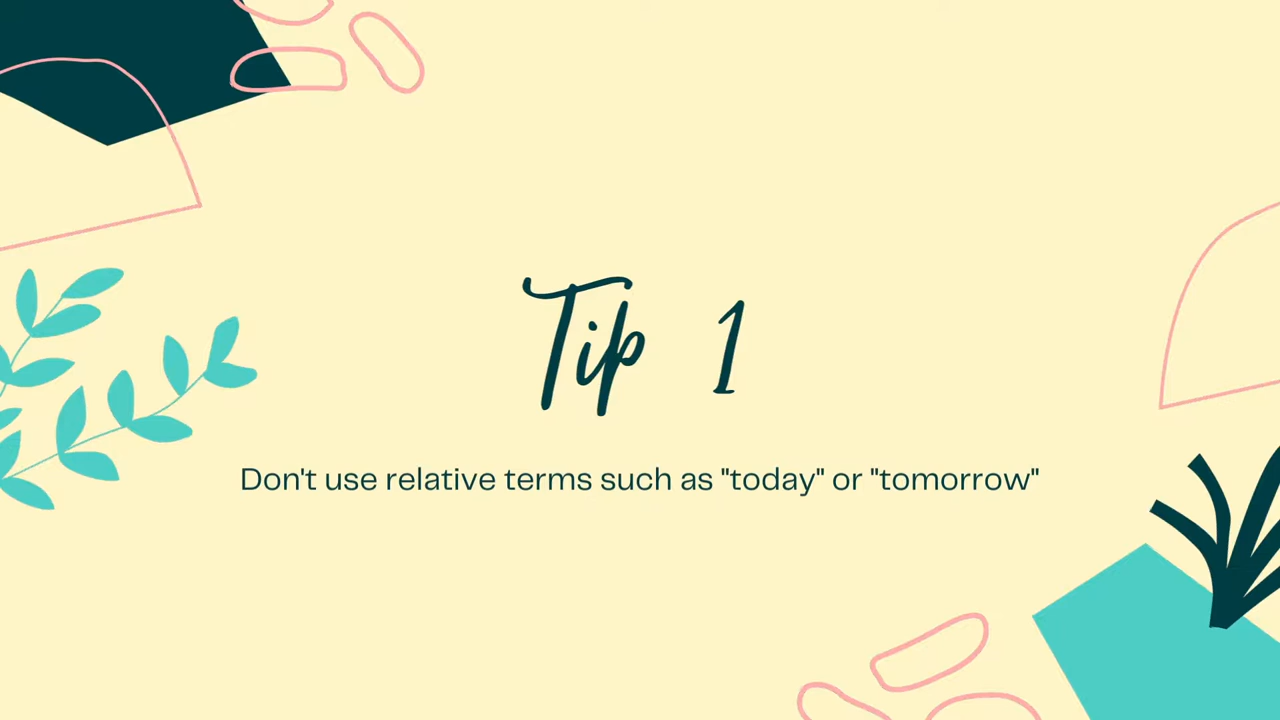 Tip 1
Don't use relative terms such as "today" or "tomorrow"